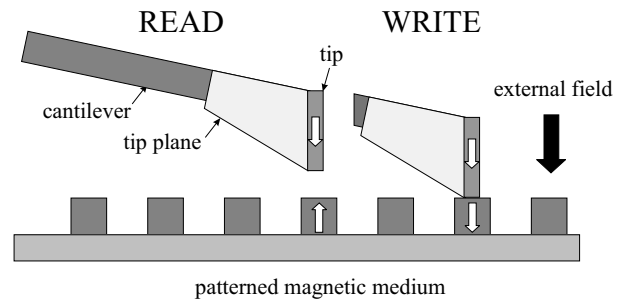 READ
WRITE
tip
external field
cantilever
tip plane
patterned magnetic medium